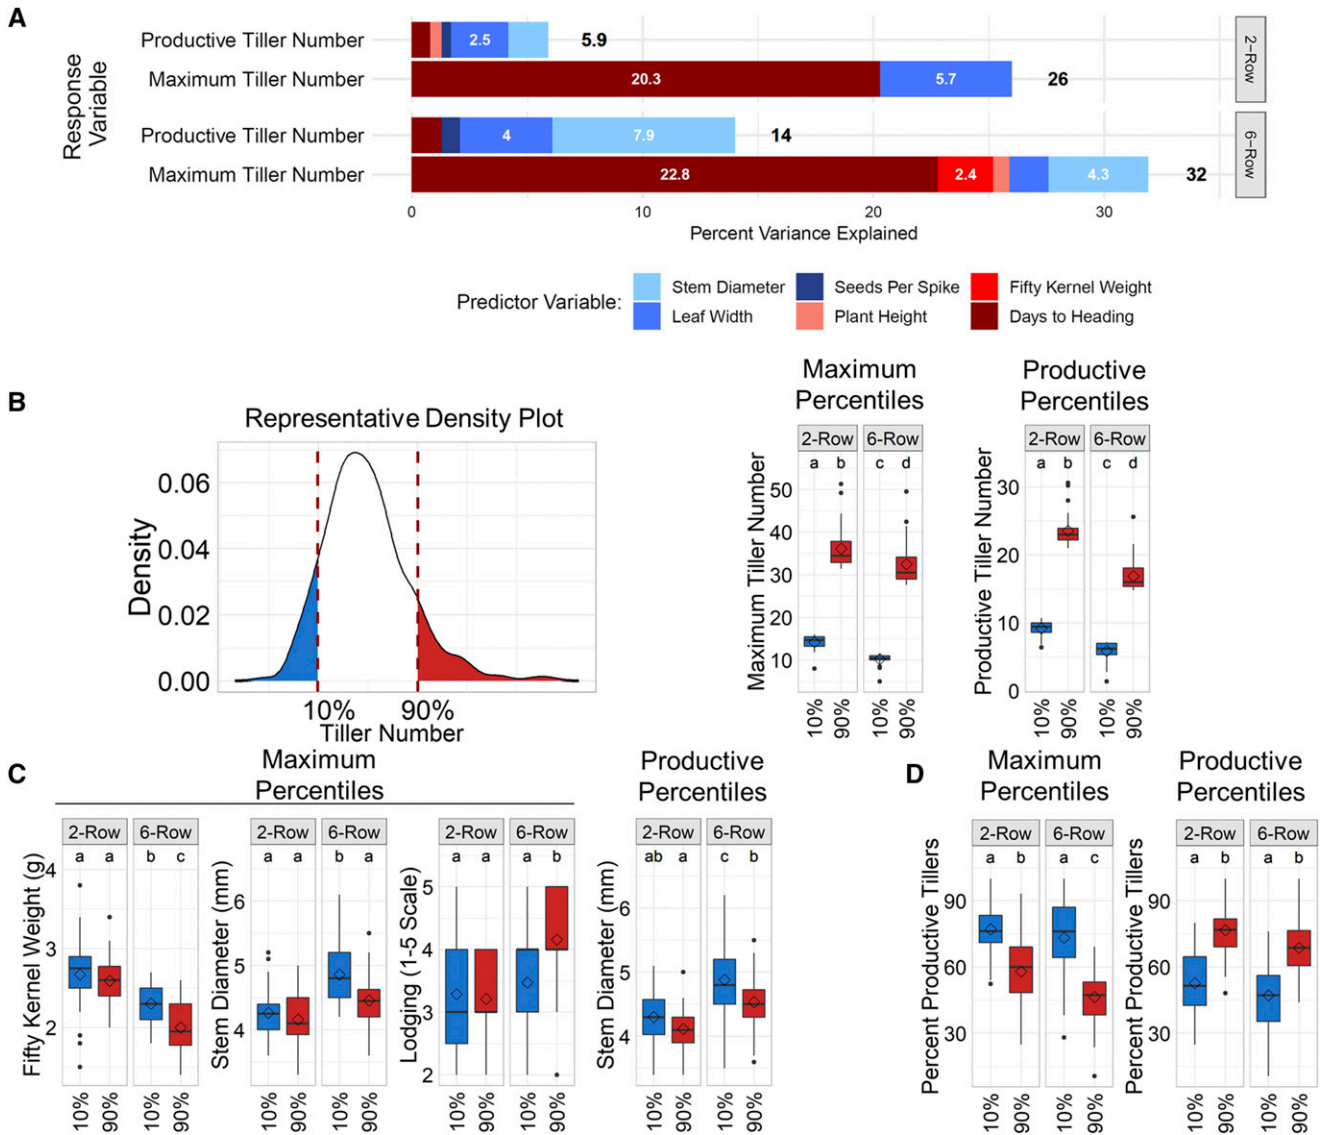 A
Response Variable
Productive Tiller Number
2.5
5.9
Maximum Tiller Number
20.3
5.7
26
2-Row
Productive Tiller Number
4
7.9
14
Maximum Tiller Number
22.8
2.4
4.3
32
6-Row
0 10 20 30
Percent Variance Explained
Predictor Variable:
Stem Diameter
Seeds Per Spike
Fifty Kernel Weight
Leaf Width
Plant Height
Days to Heading
B
Representative Density Plot
Density
0.06
0.04
0.02
0.00
10% 90%
Tiller Number
Maximum
Percentiles
2-Row 6-Row
a b c d
Maximum Tiller Number
50
40
30
20
10
10% 90% 10% 90%
Productive
Percentiles
2-Row 6-Row
a b c d
Productive Tiller Number
30
20
10
0
10% 90% 10% 90%
C
Maximum
Percentiles
2-Row 6-Row
a a b c
Fifty Kernel Weight (g)
4
3
2
10% 90% 10% 90%
2-Row 6-Row
a a b a
Stem Diameter (mm)
6
5
4
10% 90% 10% 90%
2-Row 6-Row
a a a b
Lodging (1-5 Scale)
5
4
3
2
10% 90% 10% 90%
Productive
Percentiles
2-Row 6-Row
ab a c b
Stem Diameter (mm)
6
5
4
10% 90% 10% 90%
D
Maximum
Percentiles
2-Row 6-Row
a b a c
Percent Productive Tillers
90
60
30
10% 90% 10% 90%
Productive
Percentiles
2-Row 6-Row
a b a b
Percent Productive Tillers
90
60
30
10% 90% 10% 90%